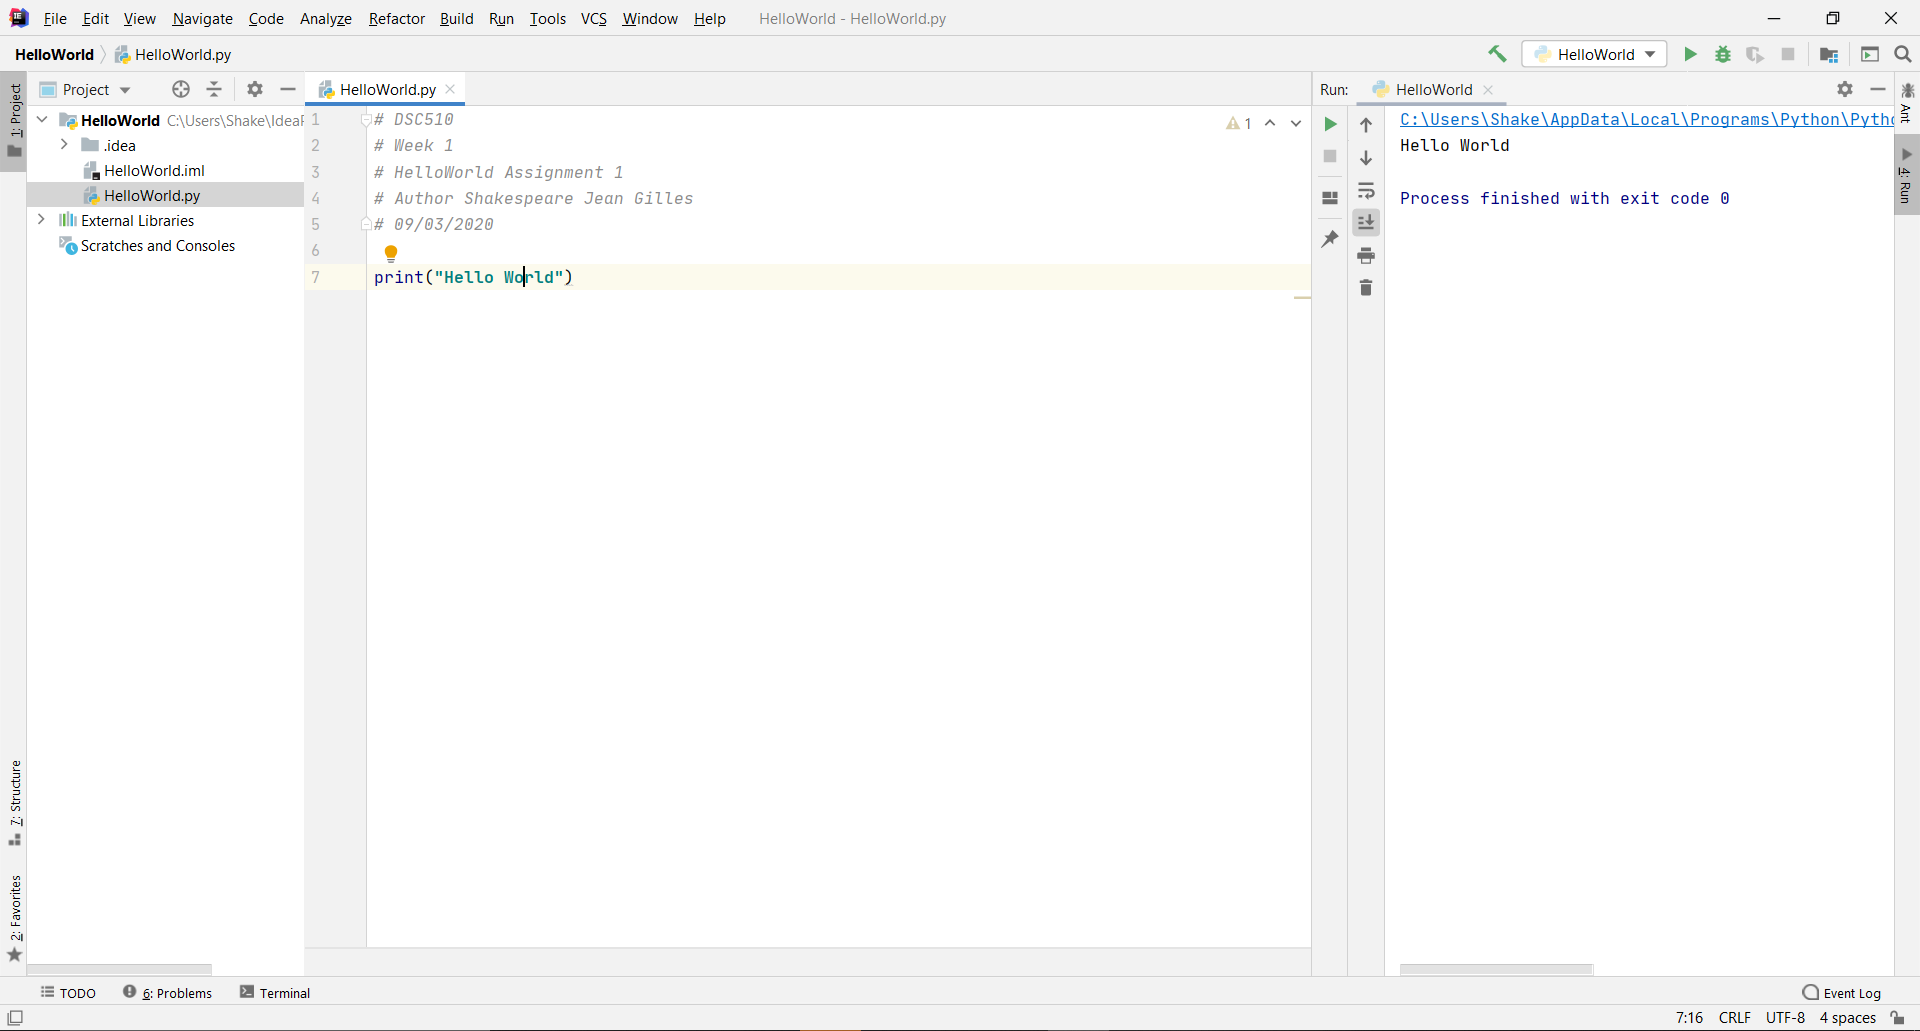 File Edit View Navigate Code Analyze Refactor Build Run Tools VCS Window Help HelloWorld - HelloWorld.py
HelloWorld HelloWorld.py HelloWorld
1: Project
Project
HelloWorld.py
Run: HelloWorld
HelloWorld C:\Users\Shake\Idea
.idea
HelloWorld.iml
HelloWorld.py
External Libraries
Scratches and Consoles
1 # DSC510
2 # Week 1
3 # HelloWorld Assignment 1
4 # Author Shakespeare Jean Gilles
5 # 09/03/2020
6
7 print("Hello World")
1
C:\Users\Shake\AppData\Local\Programs\Python\Pytho
Hello World
Process finished with exit code 0
Ant
4: Run
7: Structure
2: Favorites
TODO 6: Problems Terminal Event Log
7:16 CRLF UTF-8 4 spaces